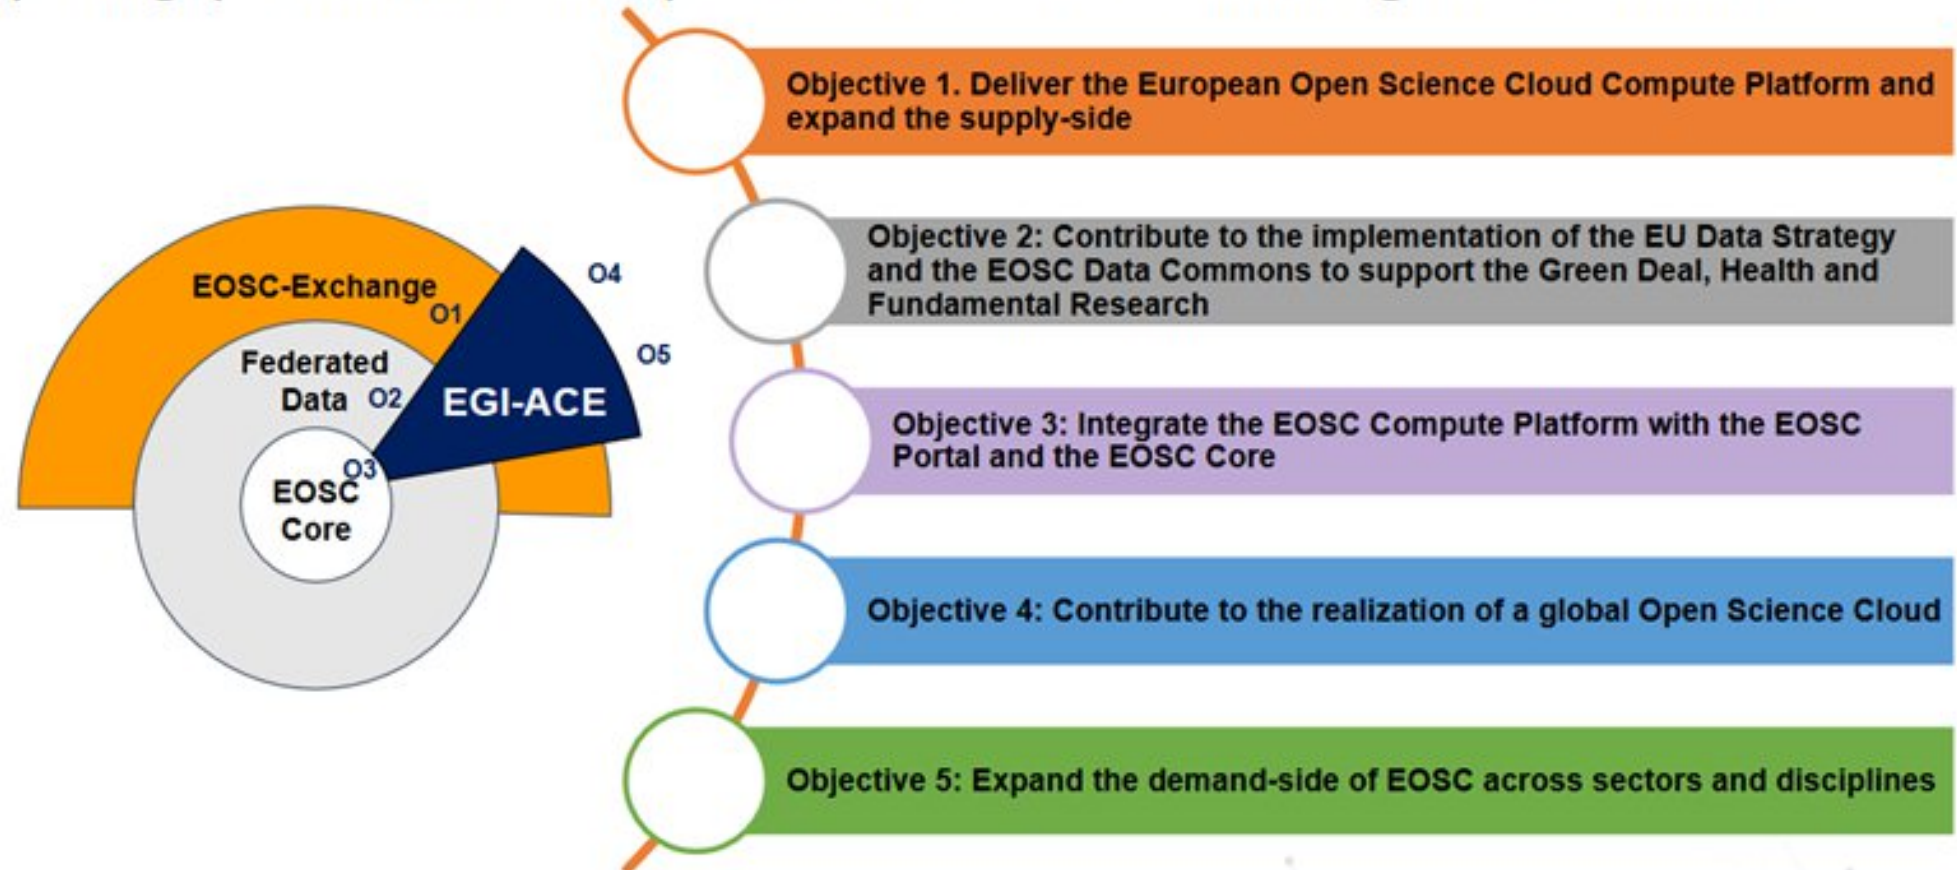 EOSC-Exchange
O1
Federated
Data O2
O3
EOSC
Core
EGI-ACE
O4
O5
Objective 1. Deliver the European Open Science Cloud Compute Platform and
expand the supply-side
Objective 2: Contribute to the implementation of the EU Data Strategy
and the EOSC Data Commons to support the Green Deal, Health and
Fundamental Research
Objective 3: Integrate the EOSC Compute Platform with the EOSC
Portal and the EOSC Core
Objective 4: Contribute to the realization of a global Open Science Cloud
Objective 5: Expand the demand-side of EOSC across sectors and disciplines